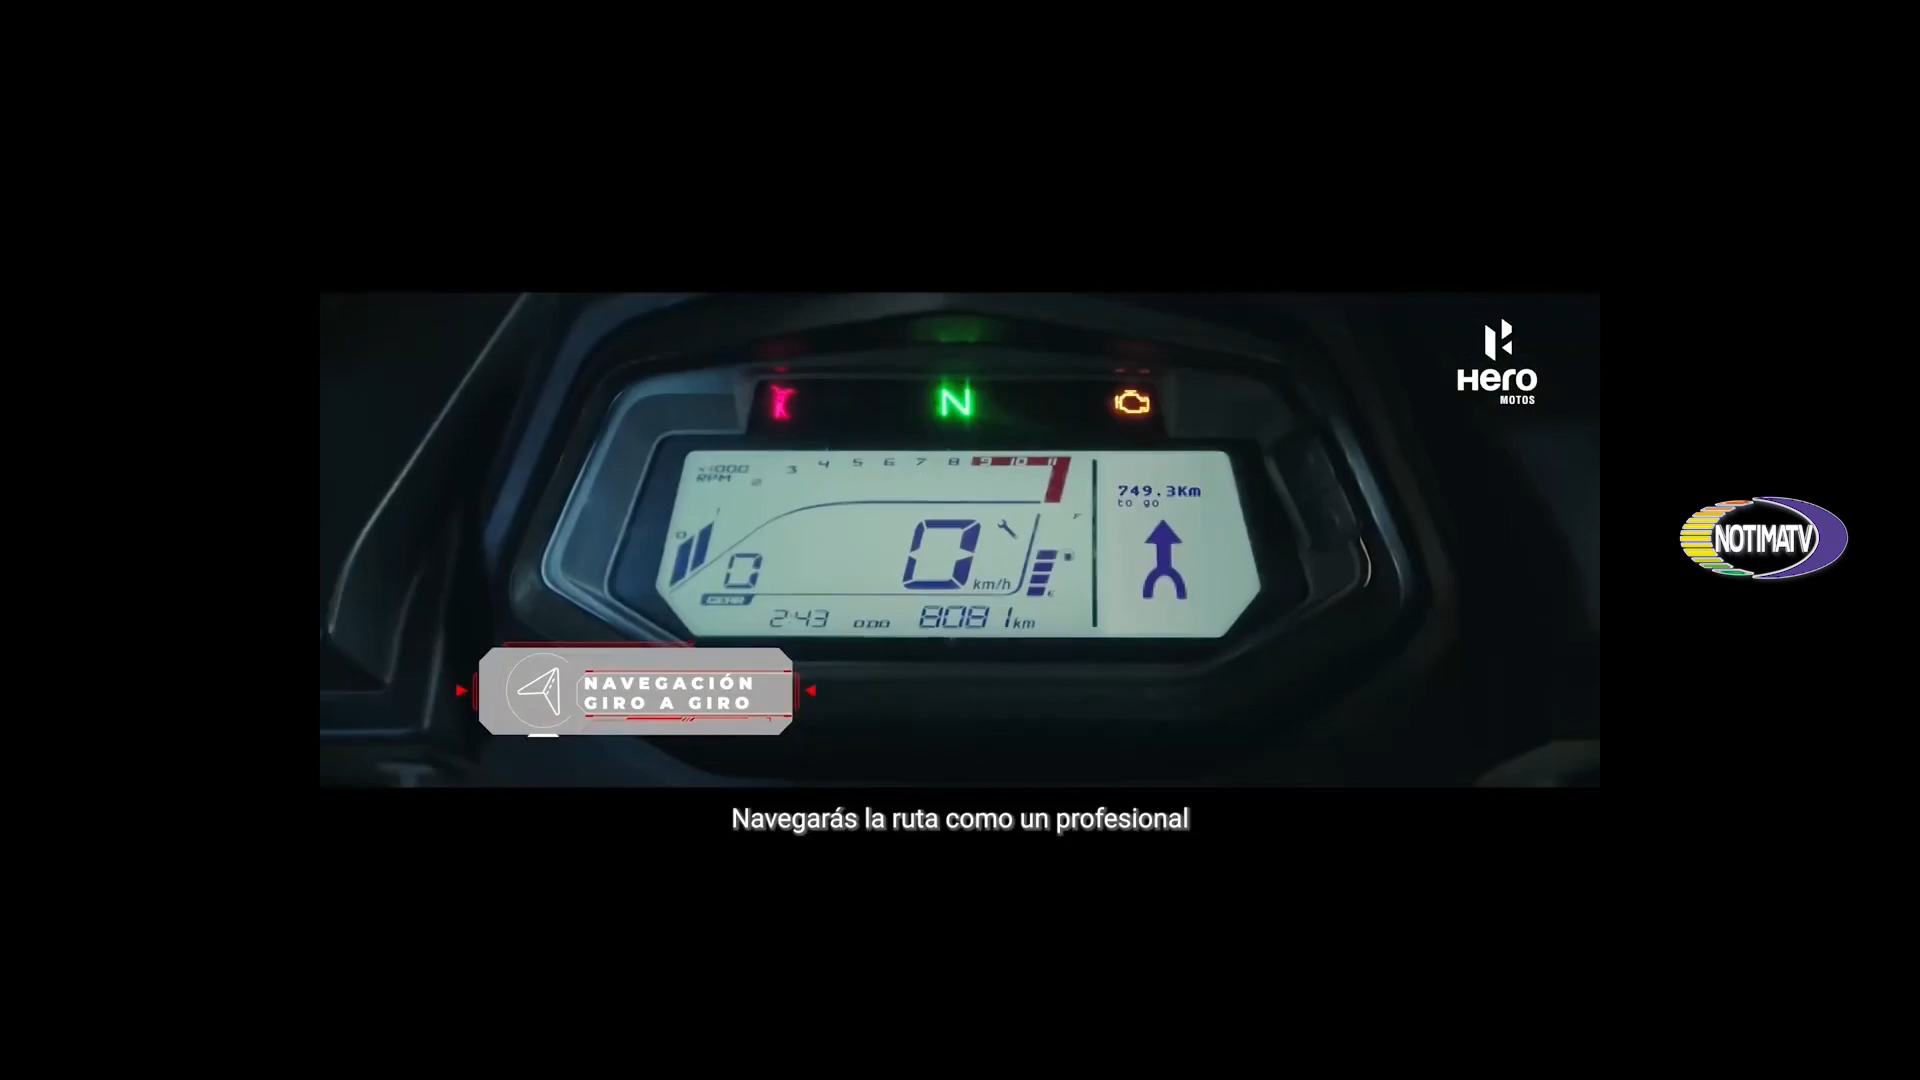 Hero
MOTOS
N
x1000
RPM
3 4 5 6 7 8 9 10 11
749.3Km
to go
F
0
0
km/h
E
GEAR
2:43 ODO 8081 km
NOTIMATV
NAVEGACIÓN
GIRO A GIRO
Navegarás la ruta como un profesional